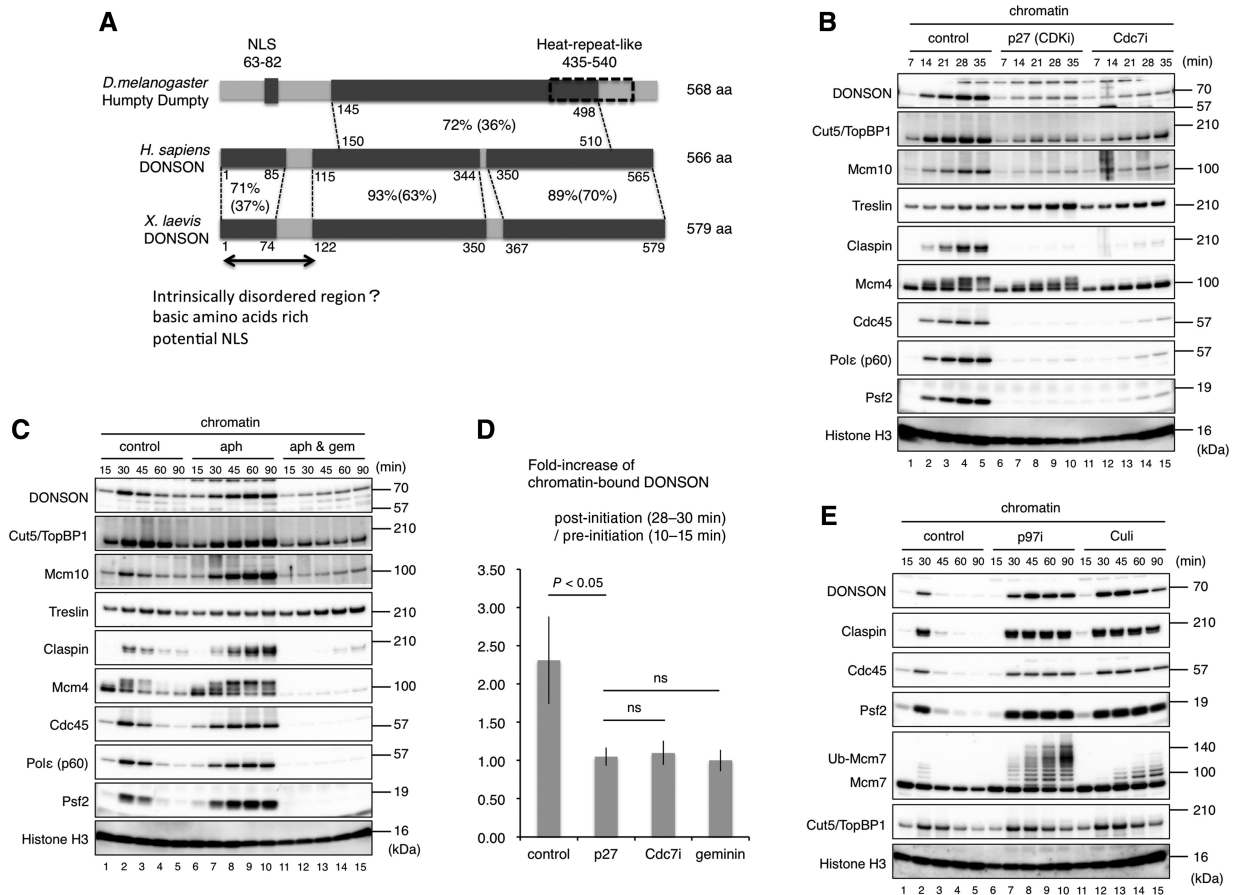 A
NLS
63-82
Heat-repeat-like
435-540
D.melanogaster
Humpty Dumpty
568 aa
145
498
72% (36%)
150
510
H. sapiens
DONSON
566 aa
1
85
115
344
350
565
71%
(37%)
93%(63%)
89%(70%)
X. laevis
DONSON
579 aa
1
74
122
350
367
579
Intrinsically disordered region ?
basic amino acids rich
potential NLS
B
chromatin
control p27 (CDKi) Cdc7i
7 14 21 28 35 7 14 21 28 35 7 14 21 28 35 (min)
DONSON
70
57
Cut5/TopBP1
210
Mcm10
100
Treslin
210
Claspin
210
Mcm4
100
Cdc45
57
Polε (p60)
57
Psf2
19
Histone H3
16
(kDa)
1 2 3 4 5 6 7 8 9 10 11 12 13 14 15
C
chromatin
control aph aph & gem
15 30 45 60 90 15 30 45 60 90 15 30 45 60 90 (min)
DONSON
70
57
Cut5/TopBP1
210
Mcm10
100
Treslin
210
Claspin
210
Mcm4
100
Cdc45
57
Polε (p60)
57
Psf2
19
Histone H3
16
(kDa)
1 2 3 4 5 6 7 8 9 10 11 12 13 14 15
D
Fold-increase of
chromatin-bound DONSON
post-initiation (28–30 min)
/ pre-initiation (10–15 min)
3.50
3.00
2.50
2.00
1.50
1.00
0.50
0.00
P < 0.05
ns
ns
control p27 Cdc7i geminin
E
chromatin
control p97i Culi
15 30 45 60 90 15 30 45 60 90 15 30 45 60 90 (min)
DONSON
70
Claspin
210
Cdc45
57
Psf2
19
Ub-Mcm7
140
100
Mcm7
Cut5/TopBP1
210
Histone H3
16
(kDa)
1 2 3 4 5 6 7 8 9 10 11 12 13 14 15